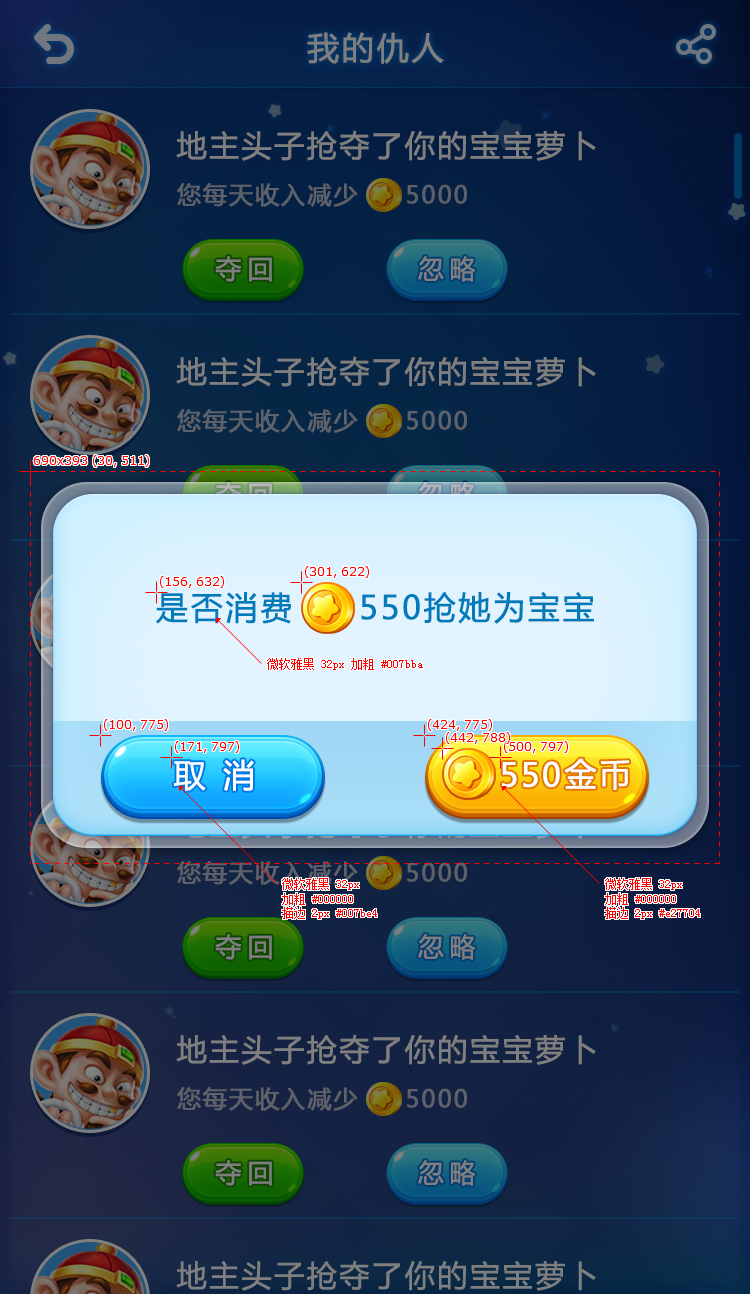 我的仇人
地主头子抢夺了你的宝宝萝卜
您每天收入减少 5000
夺回 忽略
地主头子抢夺了你的宝宝萝卜
您每天收入减少 5000
690x393 (30, 511)
夺回 忽略
(156, 632) (301, 622)
是否消费 550抢她为宝宝
微软雅黑 32px 加粗 #007bba
(100, 775) (424, 775)
(171, 797) (442, 788) (500, 797)
取 消 550金币
您每天收入减少 5000
微软雅黑 32px 微软雅黑 32px
加粗 #000000 加粗 #000000
描边 2px #007be4 描边 2px #e27704
夺回 忽略
地主头子抢夺了你的宝宝萝卜
您每天收入减少 5000
夺回 忽略
地主头子抢夺了你的宝宝萝卜